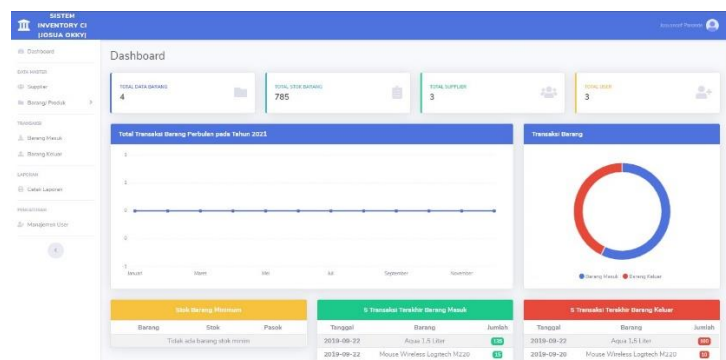 SISTEM
INVENTORY CI
(JOSUA OKKY)
Dashboard
DATA MASTER
Supplier
Barang/Produk
TRANSAKSI
Barang Masuk
Barang Keluar
LAPORAN
Cetak Laporan
Manajemen User
Dashboard
TOTAL DATA BARANG
4
TOTAL STOK BARANG
785
TOTAL SUPPLIER
3
TOTAL USER
3
Total Transaksi Barang Perbulan pada Tahun 2021
Januari Maret Mei Juli September November
Transaksi Barang
Barang Masuk Barang Keluar
Stok Barang Minimum
Barang Stok Pasok
Tidak ada barang stok minim
5 Transaksi Terakhir Barang Masuk
Tanggal Barang Jumlah
2019-09-22 Aqua 1,5 Liter
2019-09-22 Mouse Wireless Logitech M220
5 Transaksi Terakhir Barang Keluar
Tanggal Barang Jumlah
2019-09-22 Aqua 1,5 Liter
2019-09-20 Mouse Wireless Logitech M220